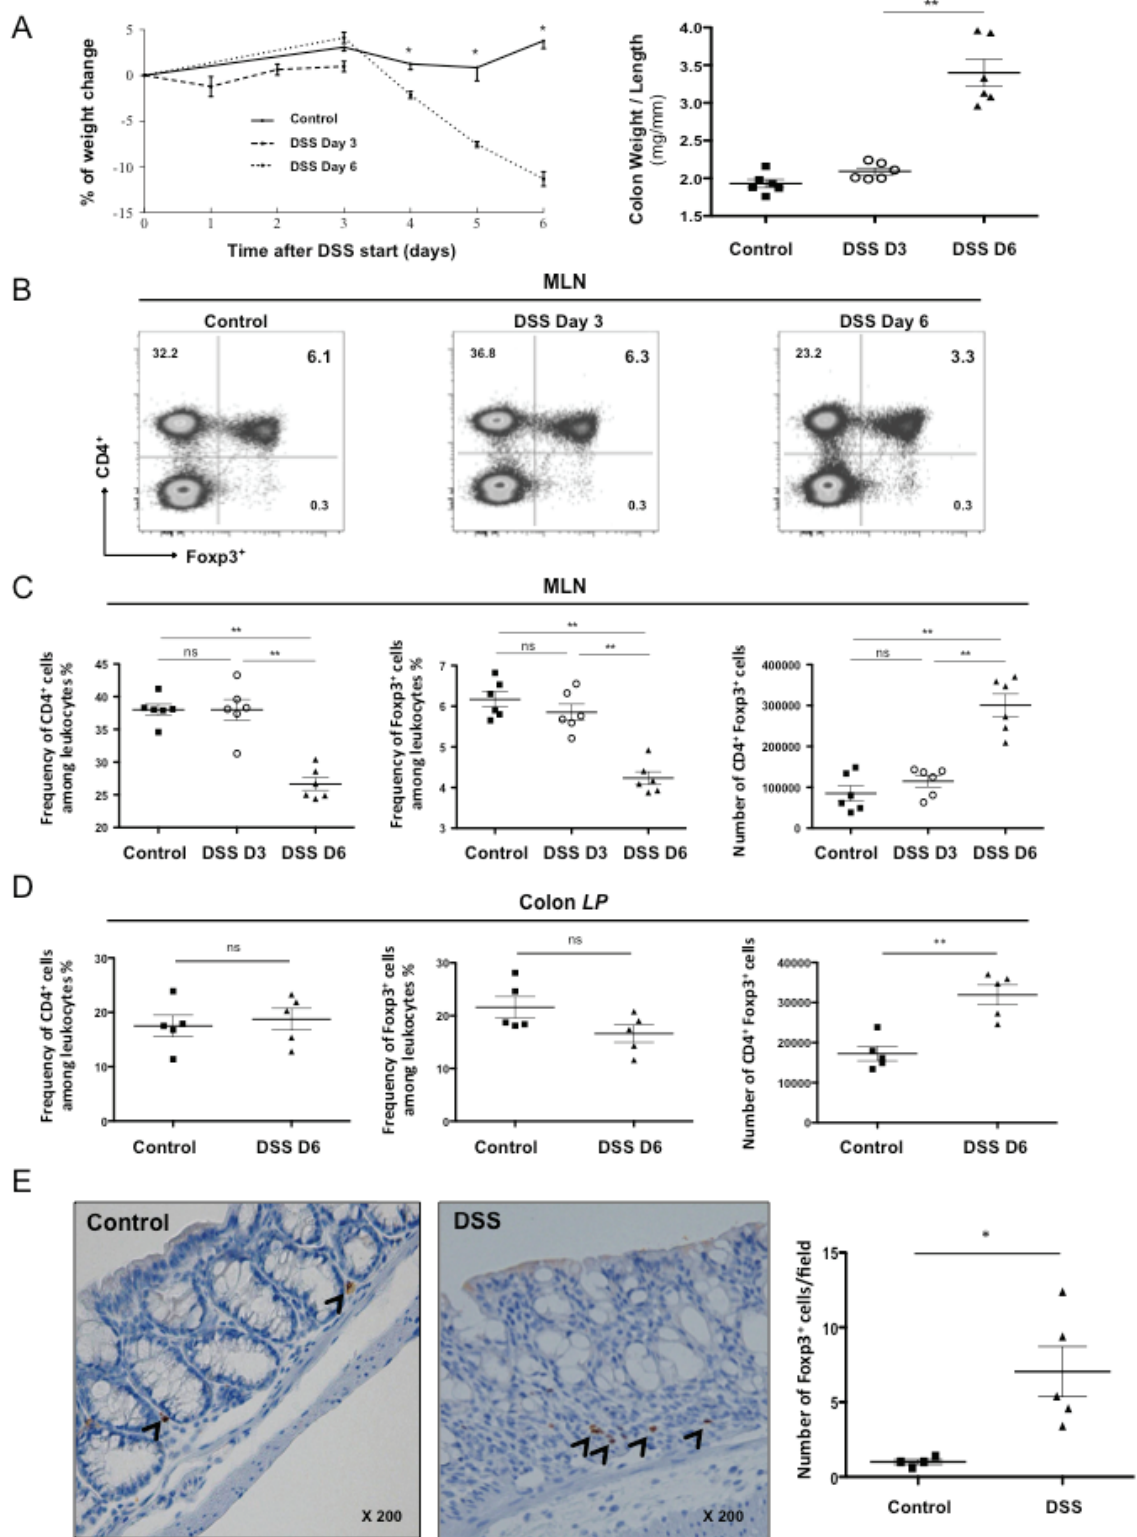 A
% of weight change
5
0
-5
-10
-15
0 1 2 3 4 5 6
* * *
Control
DSS Day 3
DSS Day 6
Time after DSS start (days)
**
Colon Weight / Length
(mg/mm)
4.0
3.5
3.0
2.5
2.0
1.5
Control DSS D3 DSS D6
B
MLN
Control DSS Day 3 DSS Day 6
32.2 6.1 36.8 6.3 23.2 3.3
0.3 0.3 0.3
CD4+
Foxp3+
C
MLN
Frequency of CD4+ cells
among leukocytes %
**
ns **
45
40
35
30
25
20
Control DSS D3 DSS D6
Frequency of Foxp3+ cells
among leukocytes %
**
ns **
7
6
5
4
3
Control DSS D3 DSS D6
Number of CD4+ Foxp3+ cells
**
ns **
400000
300000
200000
100000
0
Control DSS D3 DSS D6
D
Colon LP
Frequency of CD4+ cells
among leukocytes %
ns
30
20
10
0
Control DSS D6
Frequency of Foxp3+ cells
among leukocytes %
ns
30
20
10
0
Control DSS D6
Number of CD4+ Foxp3+ cells
**
40000
30000
20000
10000
0
Control DSS D6
E
Control
X 200
DSS
X 200
Number of Foxp3+ cells/field
*
15
10
5
0
Control DSS